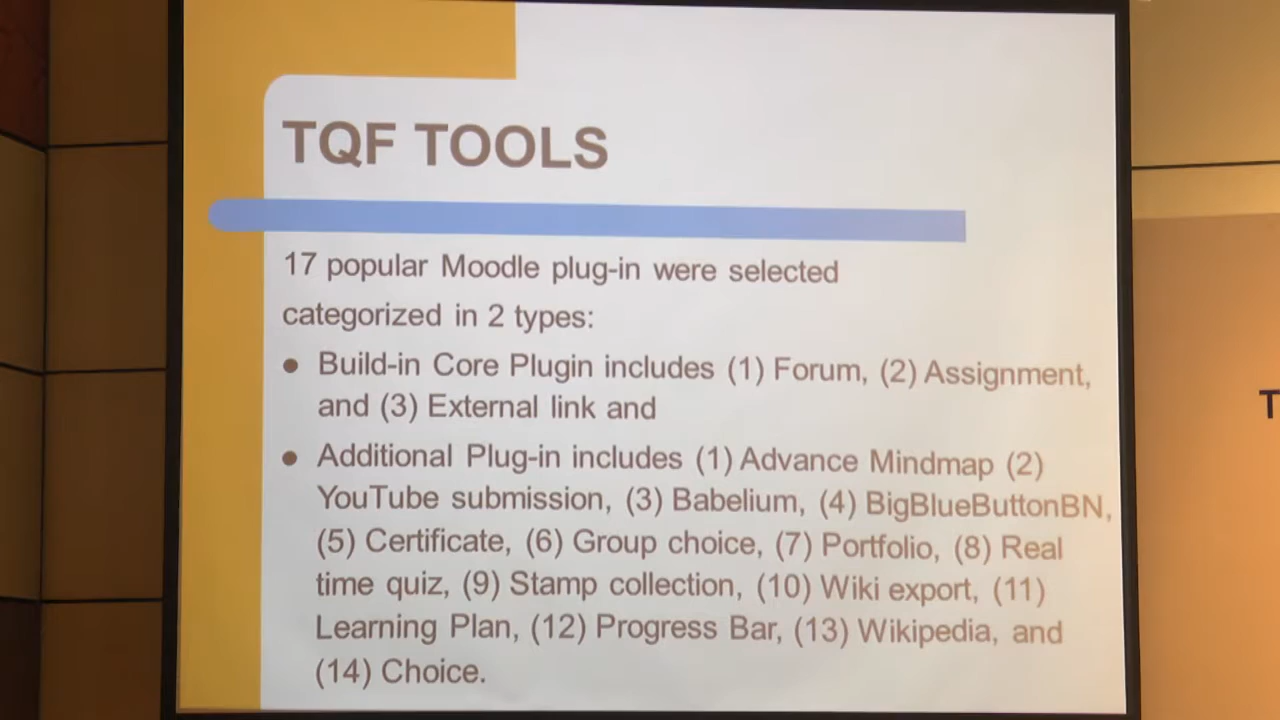 TQF TOOLS
17 popular Moodle plug-in were selected
categorized in 2 types:
● Build-in Core Plugin includes (1) Forum, (2) Assignment,
and (3) External link and
● Additional Plug-in includes (1) Advance Mindmap (2)
YouTube submission, (3) Babelium, (4) BigBlueButtonBN,
(5) Certificate, (6) Group choice, (7) Portfolio, (8) Real
time quiz, (9) Stamp collection, (10) Wiki export, (11)
Learning Plan, (12) Progress Bar, (13) Wikipedia, and
(14) Choice.
T